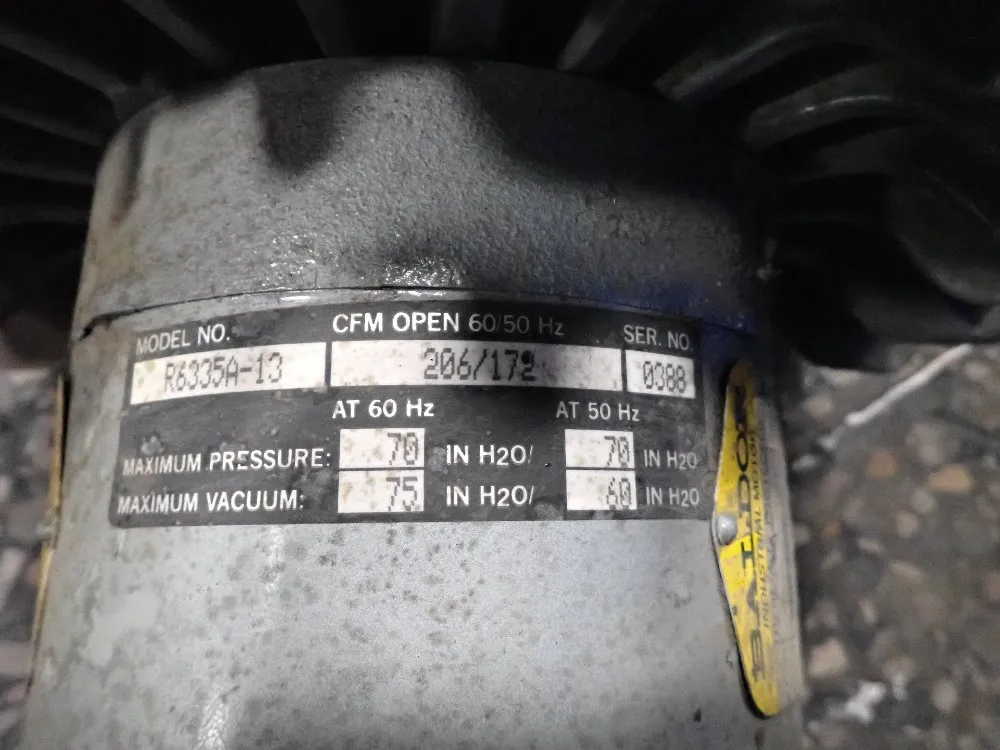 MODEL NO. CFM OPEN 60/50 Hz SER. NO.
R6335A-13 206/172 0388
AT 60 Hz AT 50 Hz
MAXIMUM PRESSURE: 70 IN H2O/ 70 IN H2O
MAXIMUM VACUUM: 75 IN H2O/ 60 IN H2O
BALDOR
INDUSTRIAL MOTOR